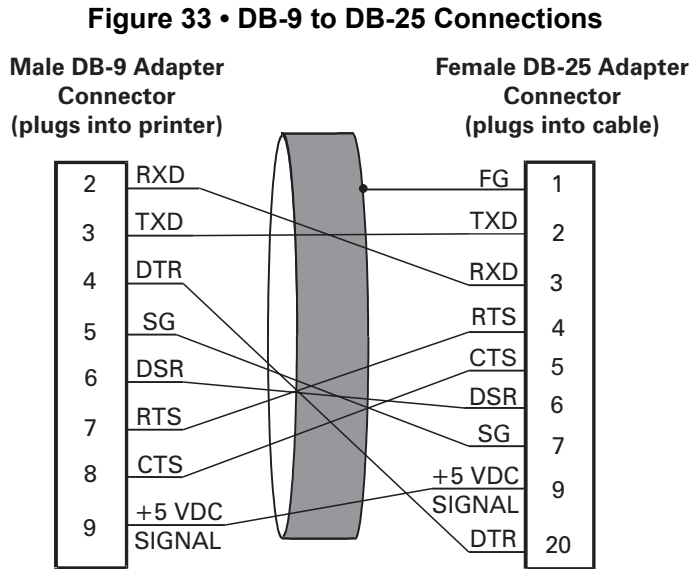 Figure 33 • DB-9 to DB-25 Connections
Male DB-9 Adapter
Connector
(plugs into printer)
Female DB-25 Adapter
Connector
(plugs into cable)
2 RXD
3 TXD
4 DTR
5 SG
6 DSR
7 RTS
8 CTS
9 +5 VDC
SIGNAL
FG 1
TXD 2
RXD 3
RTS 4
CTS 5
DSR 6
SG 7
+5 VDC 9
SIGNAL
DTR 20